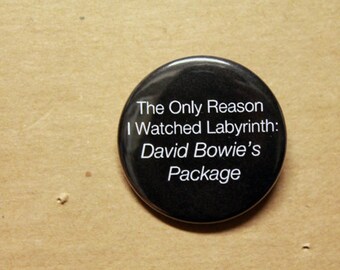 The Only Reason
I Watched Labyrinth:
David Bowie's
Package